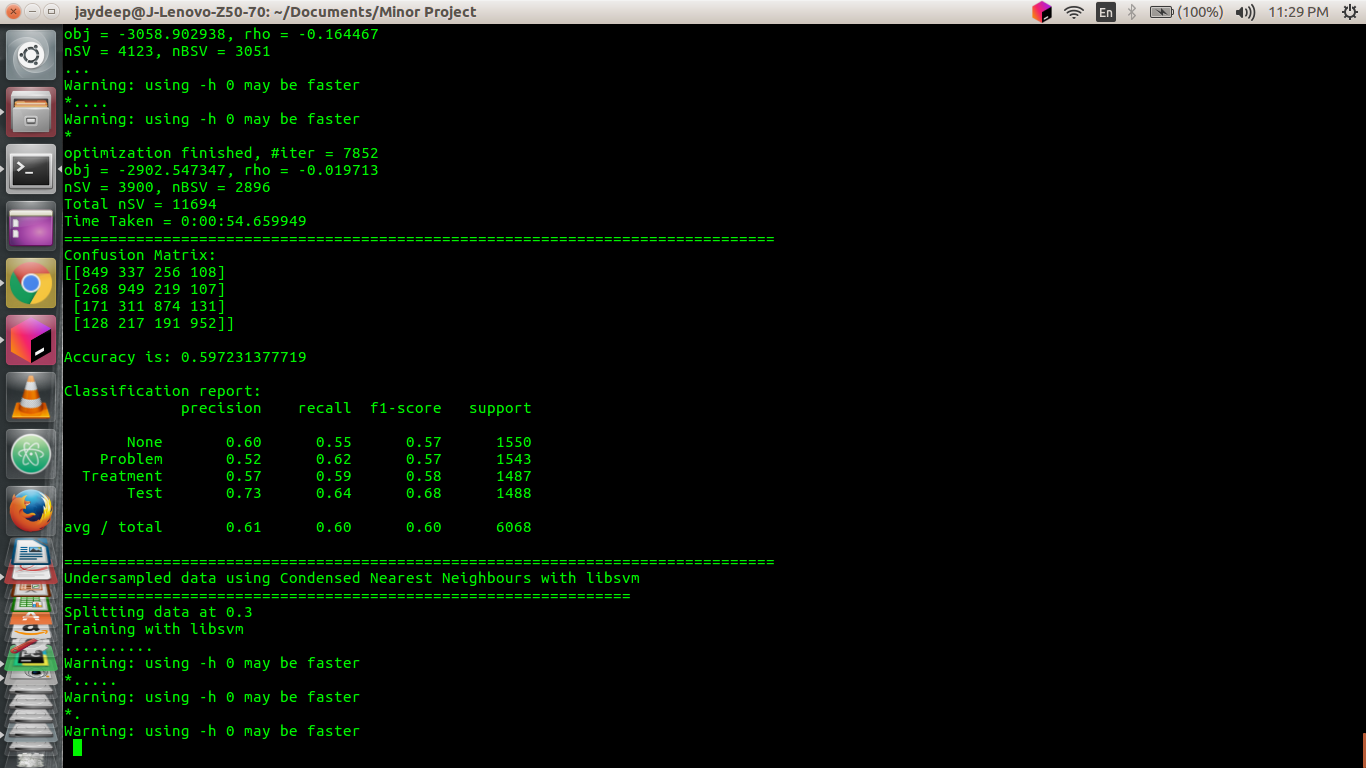 jaydeep@J-Lenovo-Z50-70: ~/Documents/Minor Project
En (100%) 11:29 PM
obj = -3058.902938, rho = -0.164467
nSV = 4123, nBSV = 3051
...
Warning: using -h 0 may be faster
*....
Warning: using -h 0 may be faster
*
optimization finished, #iter = 7852
obj = -2902.547347, rho = -0.019713
nSV = 3900, nBSV = 2896
Total nSV = 11694
Time Taken = 0:00:54.659949
===============================================================================
Confusion Matrix:
[[849 337 256 108]
 [268 949 219 107]
 [171 311 874 131]
 [128 217 191 952]]
Accuracy is: 0.597231377719
Classification report:
             precision    recall  f1-score   support
       None       0.60      0.55      0.57      1550
    Problem       0.52      0.62      0.57      1543
  Treatment       0.57      0.59      0.58      1487
       Test       0.73      0.64      0.68      1488
avg / total       0.61      0.60      0.60      6068
===============================================================================
Undersampled data using Condensed Nearest Neighbours with libsvm
===============================================================
Splitting data at 0.3
Training with libsvm
..........
Warning: using -h 0 may be faster
*.....
Warning: using -h 0 may be faster
*.
Warning: using -h 0 may be faster